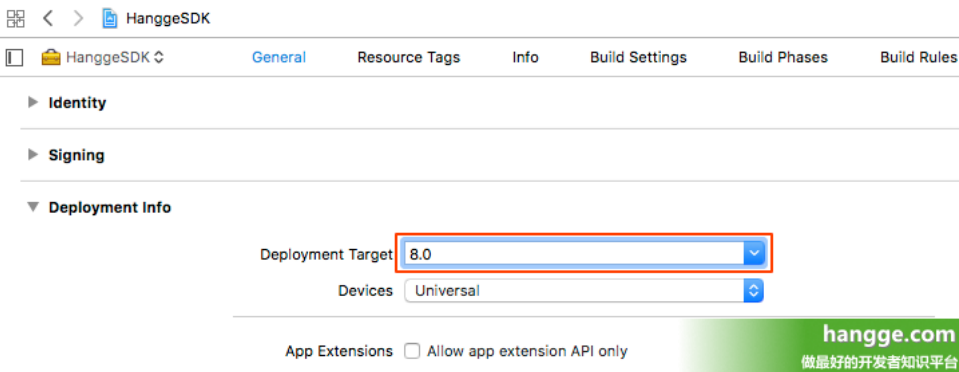 HanggeSDK
HanggeSDK General Resource Tags Info Build Settings Build Phases Build Rules
Identity
Signing
Deployment Info
Deployment Target 8.0
Devices Universal
App Extensions Allow app extension API only
hangge.com
做最好的开发者知识平台